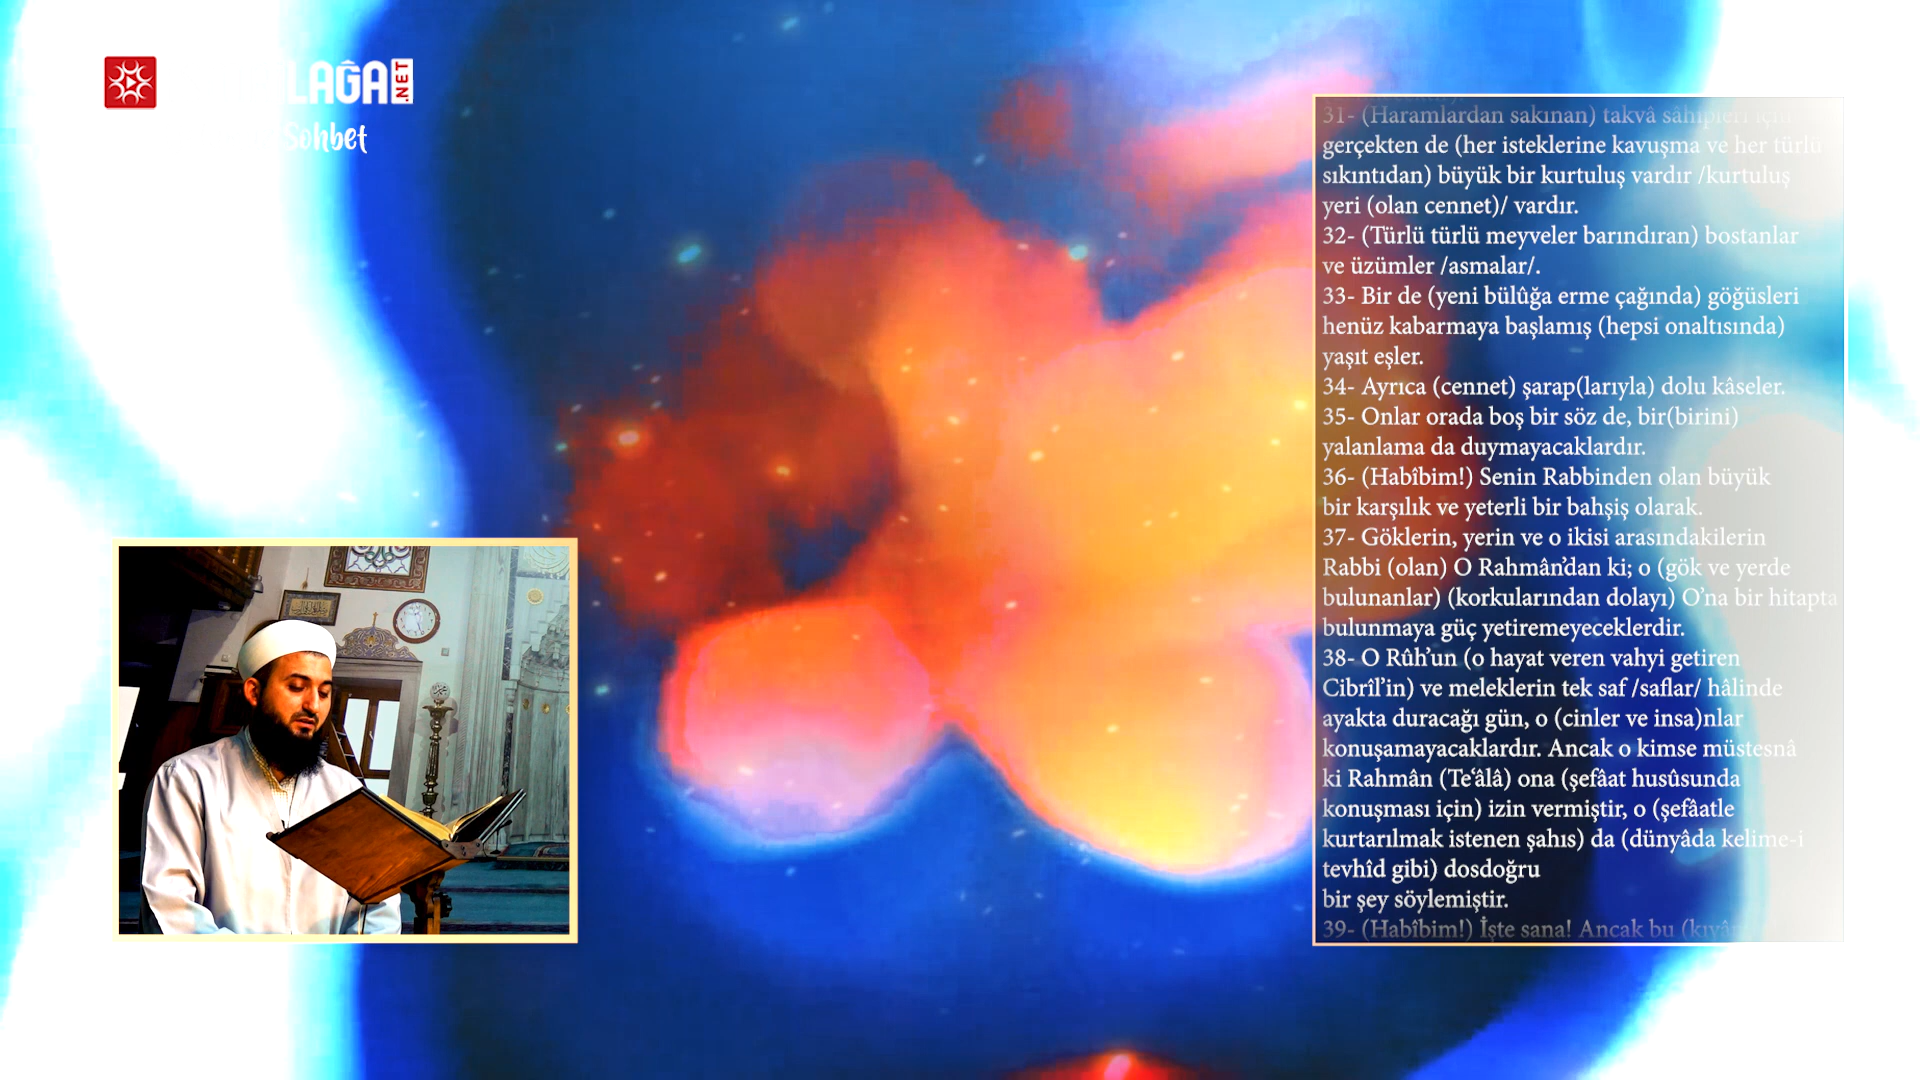 LAĞA
.NET
Sohbet
31- (Haramlardan sakınan) takvâ sâhipleri için
gerçekten de (her isteklerine kavuşma ve her türlü
sıkıntıdan) büyük bir kurtuluş vardır /kurtuluş
yeri (olan cennet)/ vardır.
32- (Türlü türlü meyveler barındıran) bostanlar
ve üzümler /asmalar/.
33- Bir de (yeni bülûğa erme çağında) göğüsleri
henüz kabarmaya başlamış (hepsi onaltısında)
yaşıt eşler.
34- Ayrıca (cennet) şarap(larıyla) dolu kâseler.
35- Onlar orada boş bir söz de, bir(birini)
yalanlama da duymayacaklardır.
36- (Habîbim!) Senin Rabbinden olan büyük
bir karşılık ve yeterli bir bahşiş olarak.
37- Göklerin, yerin ve o ikisi arasındakilerin
Rabbi (olan) O Rahmân’dan ki; o (gök ve yerde
bulunanlar) (korkularından dolayı) O’na bir hitapta
bulunmaya güç yetiremeyeceklerdir.
38- O Rûh’un (o hayat veren vahyi getiren
Cibrîl’in) ve meleklerin tek saf /saflar/ hâlinde
ayakta duracağı gün, o (cinler ve insa)nlar
konuşamayacaklardır. Ancak o kimse müstesnâ
ki Rahmân (Te‘âlâ) ona (şefâat husûsunda
konuşması için) izin vermiştir, o (şefâatle
kurtarılmak istenen şahıs) da (dünyâda kelime-i
tevhîd gibi) dosdoğru
bir şey söylemiştir.
39- (Habîbim!) İşte sana! Ancak bu